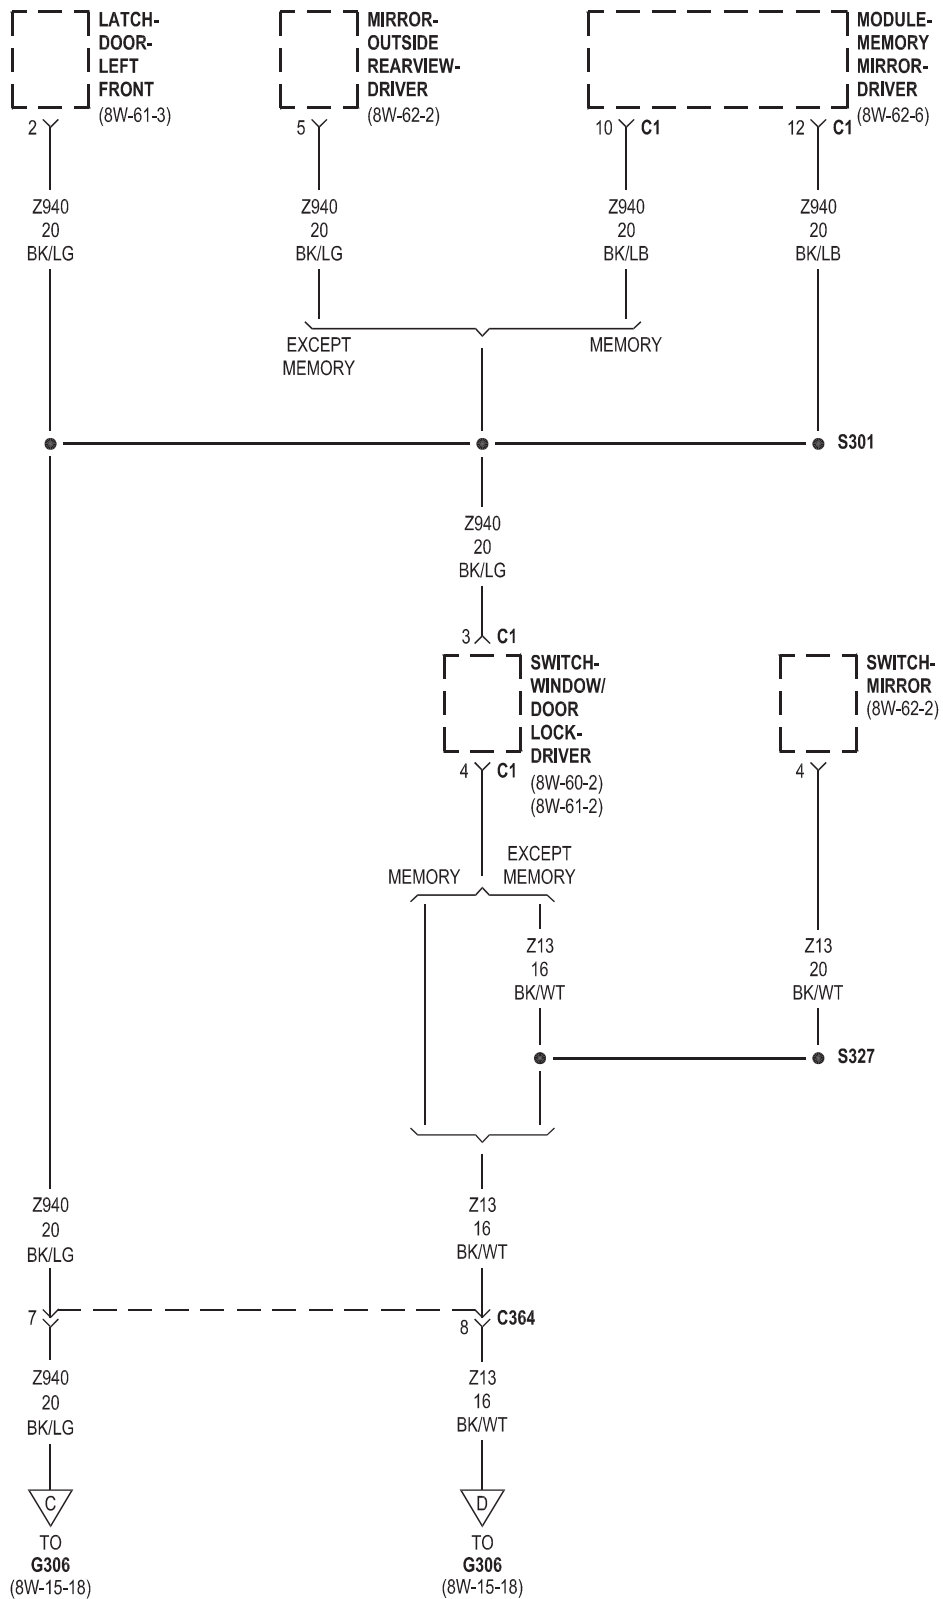 LATCH-
DOOR-
LEFT
FRONT
(8W-61-3)
MIRROR-
OUTSIDE
REARVIEW-
DRIVER
(8W-62-2)
MODULE-
MEMORY
MIRROR-
DRIVER
(8W-62-6)
2
5
10 C1
12 C1
Z940
20
BK/LG
Z940
20
BK/LG
Z940
20
BK/LB
Z940
20
BK/LB
EXCEPT
MEMORY
MEMORY
S301
Z940
20
BK/LG
3 C1
SWITCH-
WINDOW/
DOOR
LOCK-
DRIVER
(8W-60-2)
(8W-61-2)
SWITCH-
MIRROR
(8W-62-2)
4 C1
4
MEMORY
EXCEPT
MEMORY
Z13
16
BK/WT
Z13
20
BK/WT
S327
Z940
20
BK/LG
Z13
16
BK/WT
7
8
C364
Z940
20
BK/LG
Z13
16
BK/WT
C
TO
G306
(8W-15-18)
D
TO
G306
(8W-15-18)